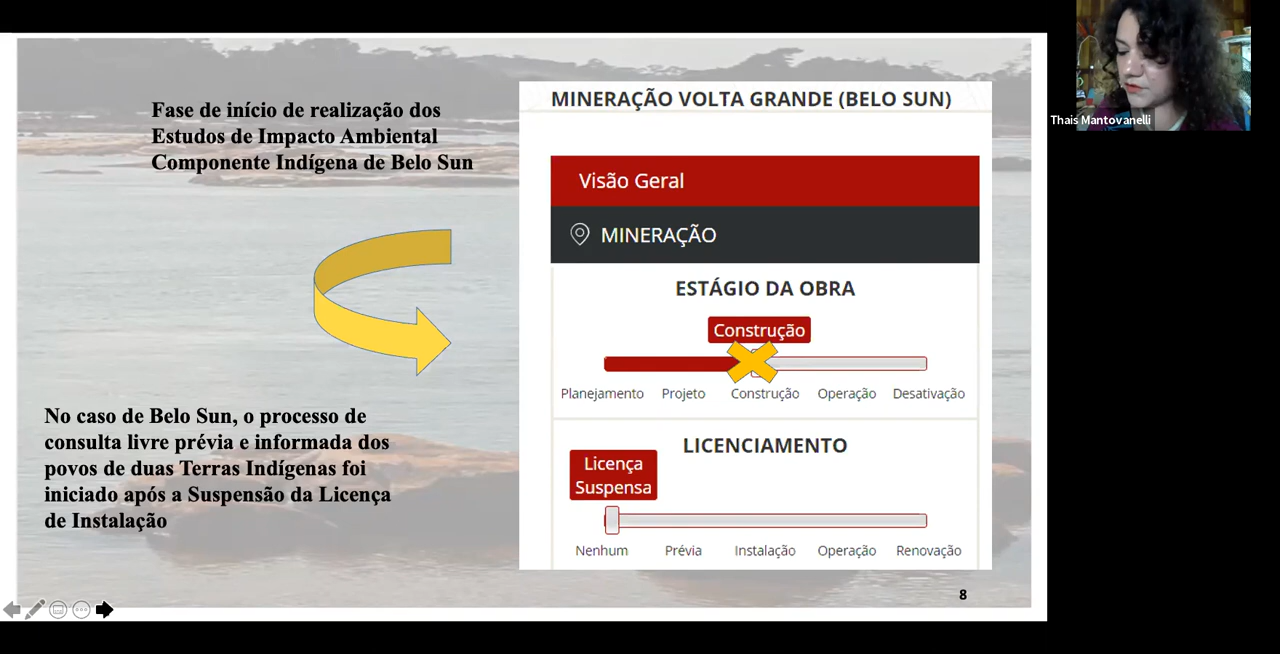 Fase de início de realização dos
Estudos de Impacto Ambiental
Componente Indígena de Belo Sun
No caso de Belo Sun, o processo de
consulta livre prévia e informada dos
povos de duas Terras Indígenas foi
iniciado após a Suspensão da Licença
de Instalação
MINERAÇÃO VOLTA GRANDE (BELO SUN)
Visão Geral
MINERAÇÃO
ESTÁGIO DA OBRA
Construção
Planejamento Projeto Construção Operação Desativação
LICENCIAMENTO
Licença
Suspensa
Nenhum Prévia Instalação Operação Renovação
8
Thais Mantovanelli